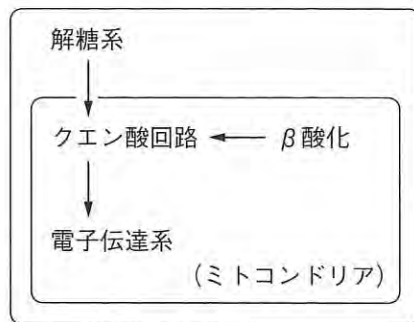 解糖系
クエン酸回路
β酸化
電子伝達系
(ミトコンドリア)